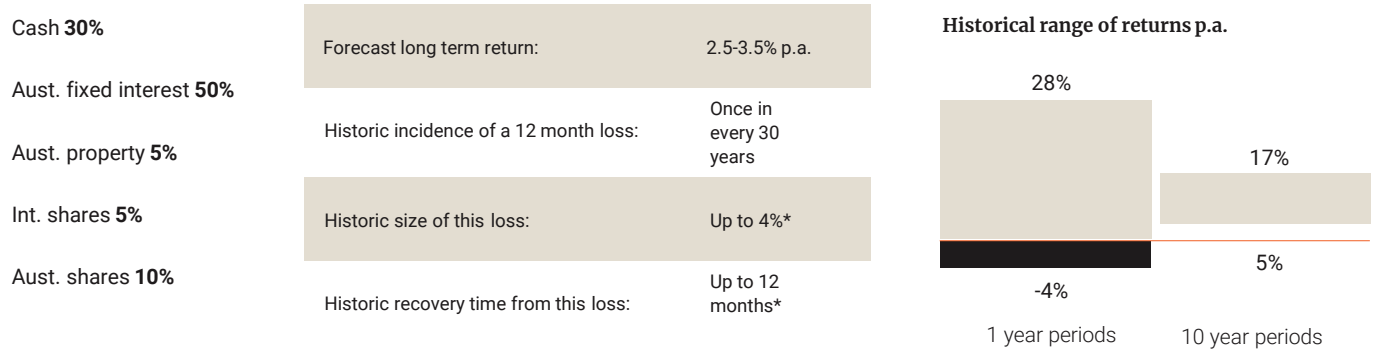 Cash 30%
Aust. fixed interest 50%
Aust. property 5%
Int. shares 5%
Aust. shares 10%
Forecast long term return: 2.5-3.5% p.a.
Historic incidence of a 12 month loss: Once in
every 30
years
Historic size of this loss: Up to 4%*
Historic recovery time from this loss: Up to 12
months*
Historical range of returns p.a.
28%
17%
5%
-4%
1 year periods 10 year periods